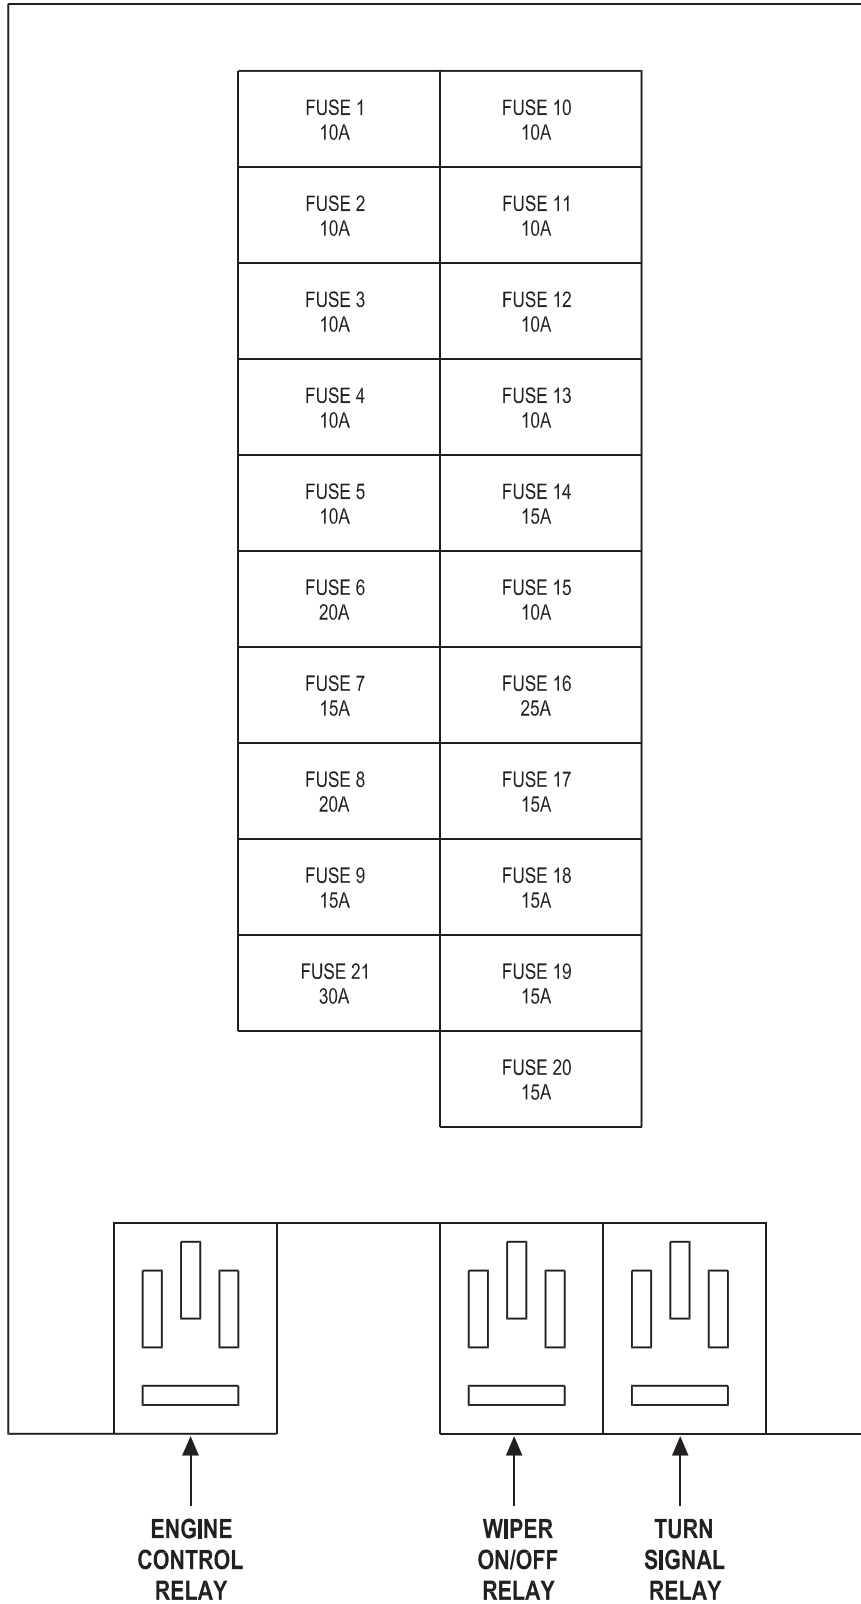 FUSE 1
10A
FUSE 10
10A
FUSE 2
10A
FUSE 11
10A
FUSE 3
10A
FUSE 12
10A
FUSE 4
10A
FUSE 13
10A
FUSE 5
10A
FUSE 14
15A
FUSE 6
20A
FUSE 15
10A
FUSE 7
15A
FUSE 16
25A
FUSE 8
20A
FUSE 17
15A
FUSE 9
15A
FUSE 18
15A
FUSE 21
30A
FUSE 19
15A
FUSE 20
15A
ENGINE
CONTROL
RELAY
WIPER
ON/OFF
RELAY
TURN
SIGNAL
RELAY